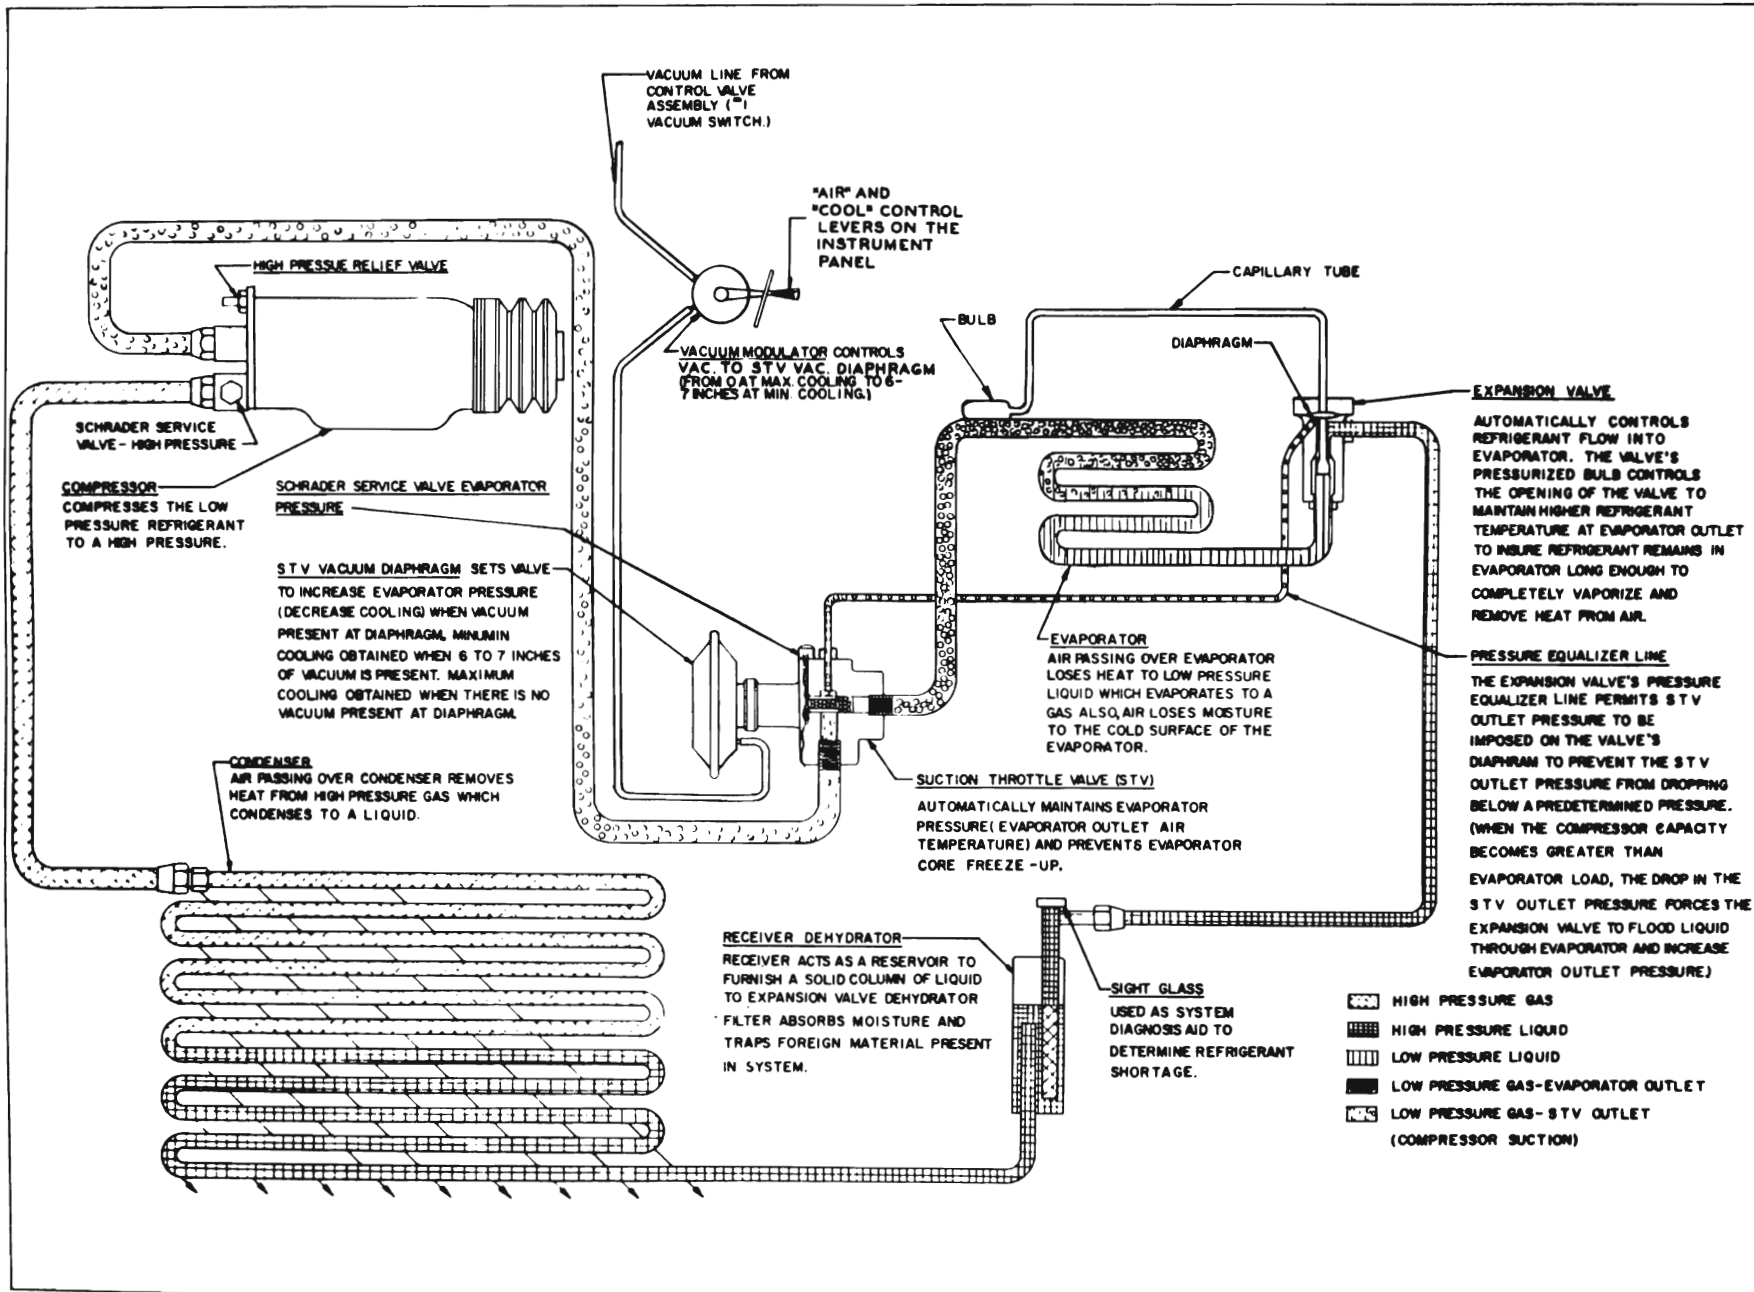 VACUUM LINE FROM
CONTROL VALVE
ASSEMBLY (#1
VACUUM SWITCH.)
"AIR" AND
"COOL" CONTROL
LEVERS ON THE
INSTRUMENT
PANEL
HIGH PRESSUE RELIEF VALVE
CAPILLARY TUBE
BULB
DIAPHRAGM
VACUUM MODULATOR CONTROLS
VAC. TO STV VAC. DIAPHRAGM
(FROM 0 AT MAX. COOLING TO 6-
7 INCHES AT MIN. COOLING.)
SCHRADER SERVICE
VALVE - HIGH PRESSURE
COMPRESSOR
COMPRESSES THE LOW
PRESSURE REFRIGERANT
TO A HIGH PRESSURE.
SCHRADER SERVICE VALVE EVAPORATOR
PRESSURE
STV VACUUM DIAPHRAGM SETS VALVE
TO INCREASE EVAPORATOR PRESSURE
(DECREASE COOLING) WHEN VACUUM
PRESENT AT DIAPHRAGM, MINUMIN
COOLING OBTAINED WHEN 6 TO 7 INCHES
OF VACUUM IS PRESENT. MAXIMUM
COOLING OBTAINED WHEN THERE IS NO
VACUUM PRESENT AT DIAPHRAGM.
EXPANSION VALVE
AUTOMATICALLY CONTROLS
REFRIGERANT FLOW INTO
EVAPORATOR. THE VALVE'S
PRESSURIZED BULB CONTROLS
THE OPENING OF THE VALVE TO
MAINTAIN HIGHER REFRIGERANT
TEMPERATURE AT EVAPORATOR OUTLET
TO INSURE REFRIGERANT REMAINS IN
EVAPORATOR LONG ENOUGH TO
COMPLETELY VAPORIZE AND
REMOVE HEAT FROM AIR.
EVAPORATOR
AIR PASSING OVER EVAPORATOR
LOSES HEAT TO LOW PRESSURE
LIQUID WHICH EVAPORATES TO A
GAS ALSO, AIR LOSES MOISTURE
TO THE COLD SURFACE OF THE
EVAPORATOR.
PRESSURE EQUALIZER LINE
THE EXPANSION VALVE'S PRESSURE
EQUALIZER LINE PERMITS STV
OUTLET PRESSURE TO BE
IMPOSED ON THE VALVE'S
DIAPHRAM TO PREVENT THE STV
OUTLET PRESSURE FROM DROPPING
BELOW A PREDETERMINED PRESSURE.
(WHEN THE COMPRESSOR CAPACITY
BECOMES GREATER THAN
EVAPORATOR LOAD, THE DROP IN THE
STV OUTLET PRESSURE FORCES THE
EXPANSION VALVE TO FLOOD LIQUID
THROUGH EVAPORATOR AND INCREASE
EVAPORATOR OUTLET PRESSURE.)
CONDENSER
AIR PASSING OVER CONDENSER REMOVES
HEAT FROM HIGH PRESSURE GAS WHICH
CONDENSES TO A LIQUID.
SUCTION THROTTLE VALVE (STV)
AUTOMATICALLY MAINTAINS EVAPORATOR
PRESSURE (EVAPORATOR OUTLET AIR
TEMPERATURE) AND PREVENTS EVAPORATOR
CORE FREEZE-UP.
RECEIVER DEHYDRATOR
RECEIVER ACTS AS A RESERVOIR TO
FURNISH A SOLID COLUMN OF LIQUID
TO EXPANSION VALVE DEHYDRATOR
FILTER ABSORBS MOISTURE AND
TRAPS FOREIGN MATERIAL PRESENT
IN SYSTEM.
SIGHT GLASS
USED AS SYSTEM
DIAGNOSIS AID TO
DETERMINE REFRIGERANT
SHORTAGE.
HIGH PRESSURE GAS
HIGH PRESSURE LIQUID
LOW PRESSURE LIQUID
LOW PRESSURE GAS-EVAPORATOR OUTLET
LOW PRESSURE GAS-STV OUTLET
(COMPRESSOR SUCTION)